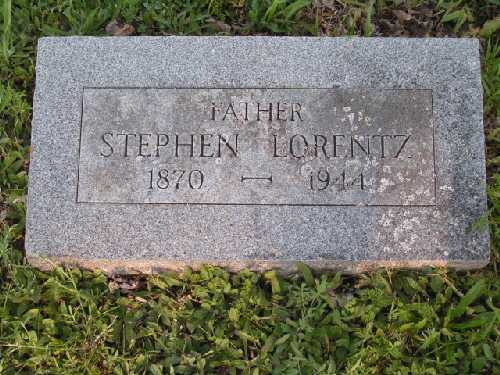 FATHER
STEPHEN LORENTZ
1870 — 1944